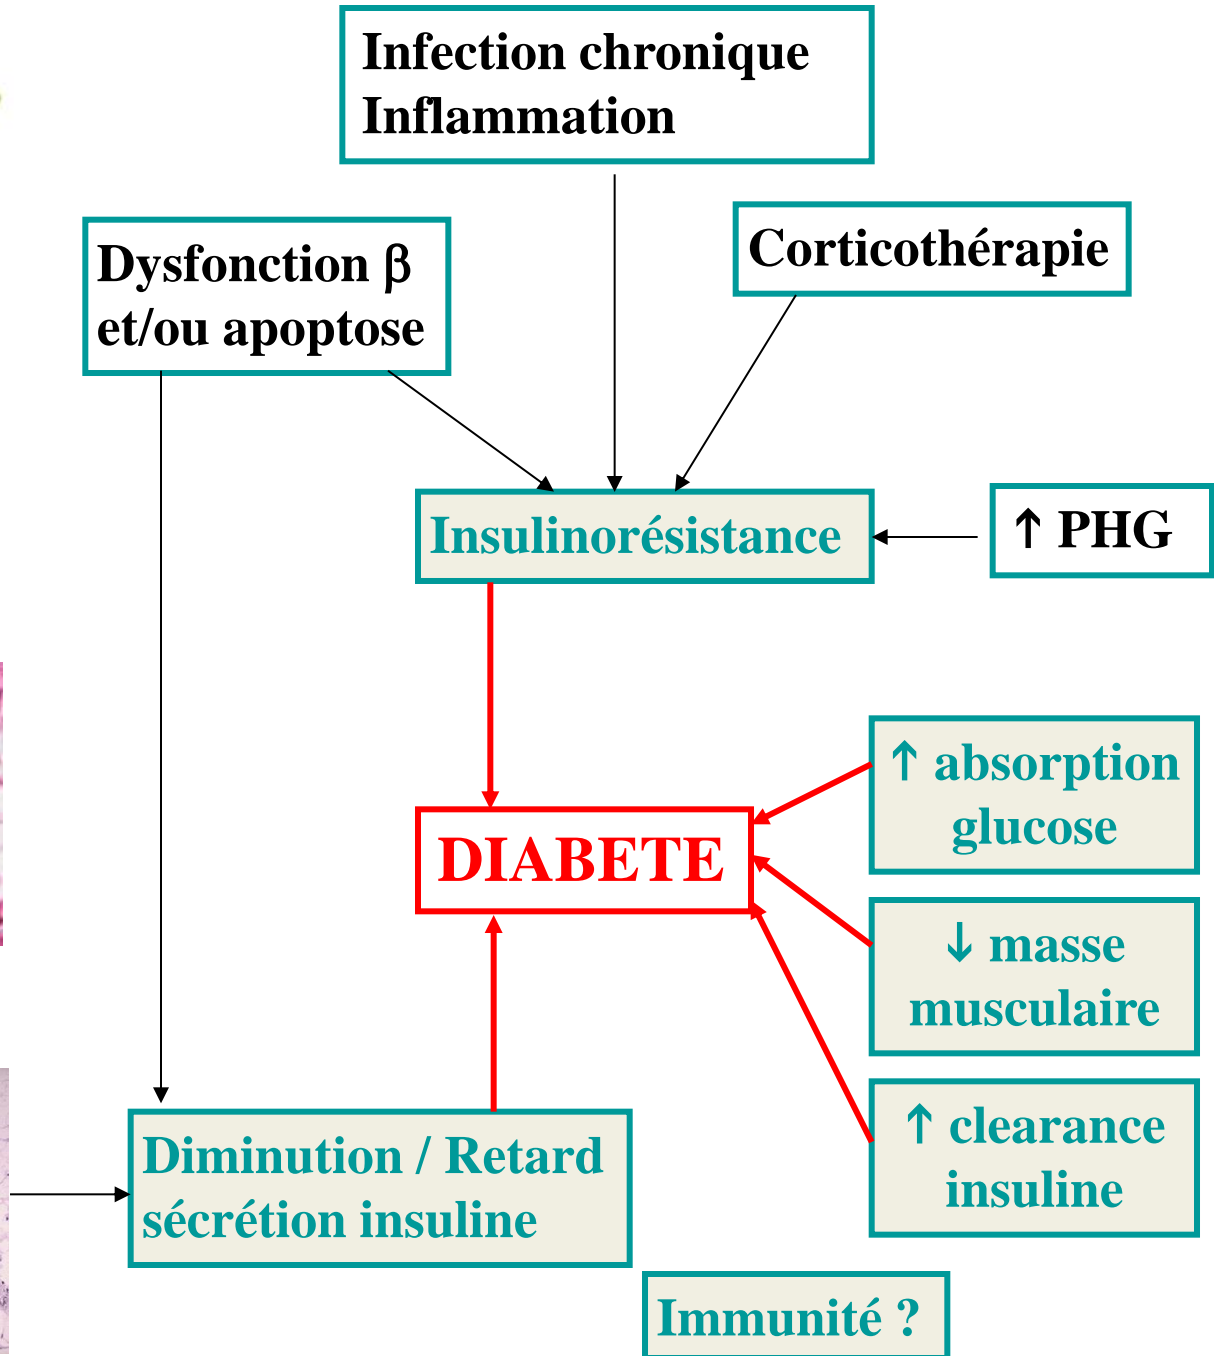 Infection chronique
Inflammation
Dysfonction β
et/ou apoptose
Corticothérapie
Insulinorésistance
↑ PHG
↑ absorption
glucose
DIABETE
↓ masse
musculaire
↑ clearance
insuline
Diminution / Retard
sécrétion insuline
Immunité ?